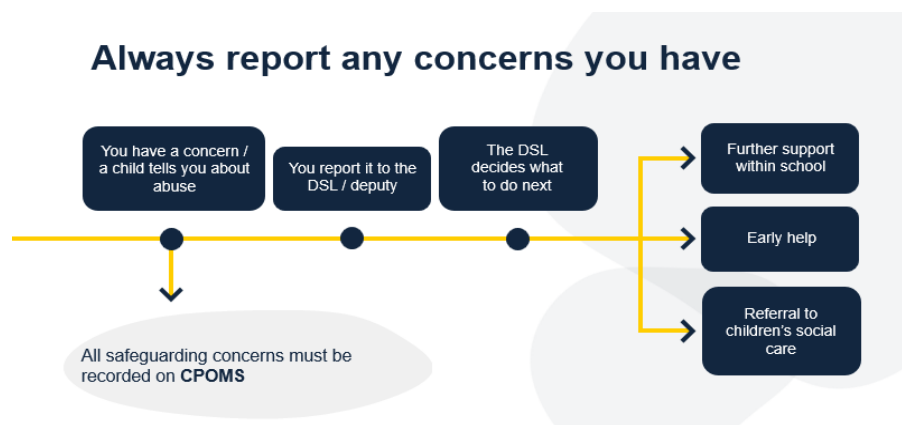 Always report any concerns you have
You have a concern /
a child tells you about
abuse
You report it to the
DSL / deputy
The DSL
decides what
to do next
Further support
within school
Early help
Referral to
children's social
care
All safeguarding concerns must be
recorded on CPOMS